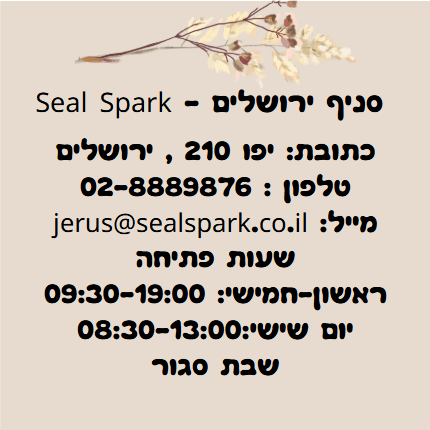 סניף ירושלים - Seal Spark
כתובת: יפו 210 , ירושלים
טלפון : 02-8889876
מייל: jerus@sealspark.co.il
שעות פתיחה
ראשון-חמישי: 09:30-19:00
יום שישי:08:30-13:00
שבת סגור